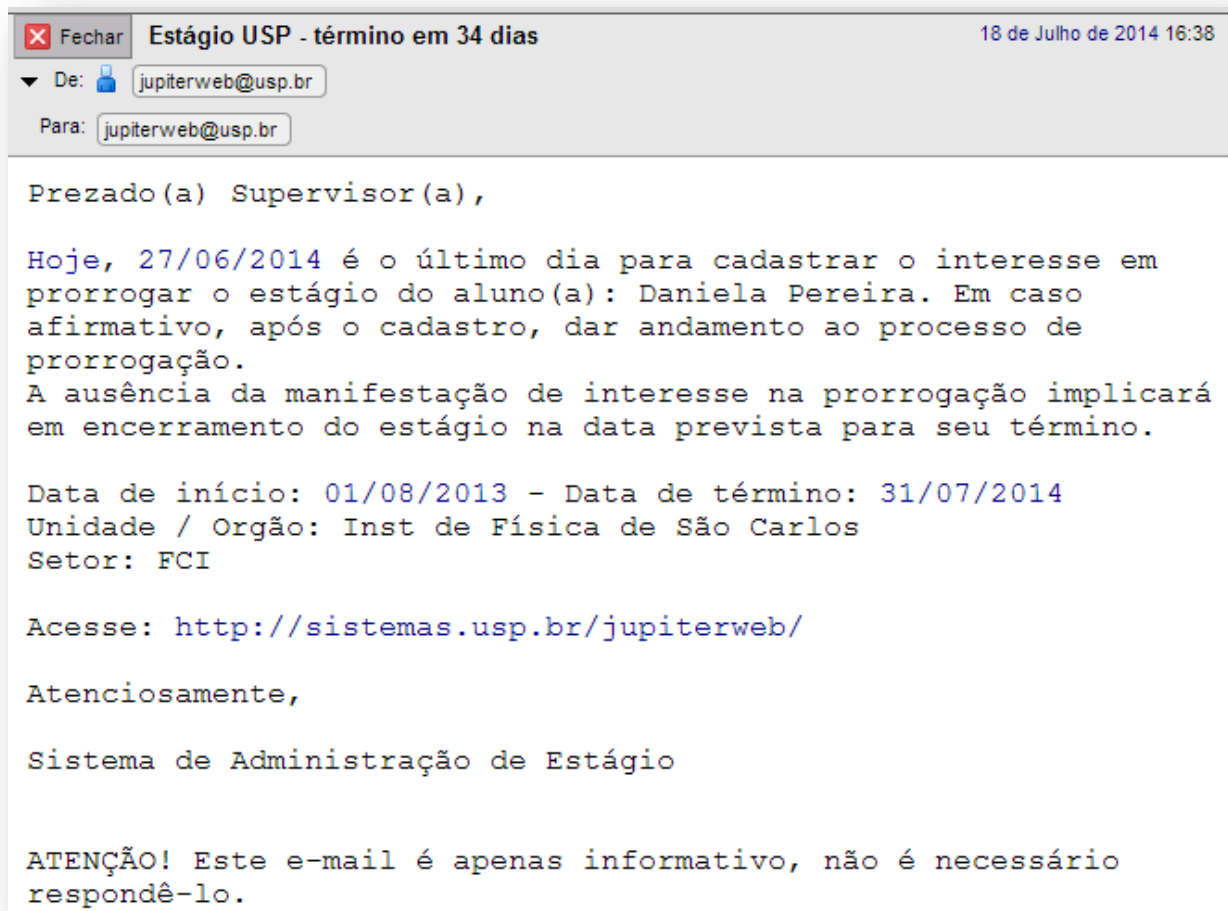 Fechar Estágio USP - término em 34 dias 18 de Julho de 2014 16:38
De: jupiterweb@usp.br
Para: jupiterweb@usp.br
Prezado(a) Supervisor(a),
Hoje, 27/06/2014 é o último dia para cadastrar o interesse em
prorrogar o estágio do aluno(a): Daniela Pereira. Em caso
afirmativo, após o cadastro, dar andamento ao processo de
prorrogação.
A ausência da manifestação de interesse na prorrogação implicará
em encerramento do estágio na data prevista para seu término.
Data de início: 01/08/2013 - Data de término: 31/07/2014
Unidade / Orgão: Inst de Física de São Carlos
Setor: FCI
Acesse: http://sistemas.usp.br/jupiterweb/
Atenciosamente,
Sistema de Administração de Estágio
ATENÇÃO! Este e-mail é apenas informativo, não é necessário
respondê-lo.